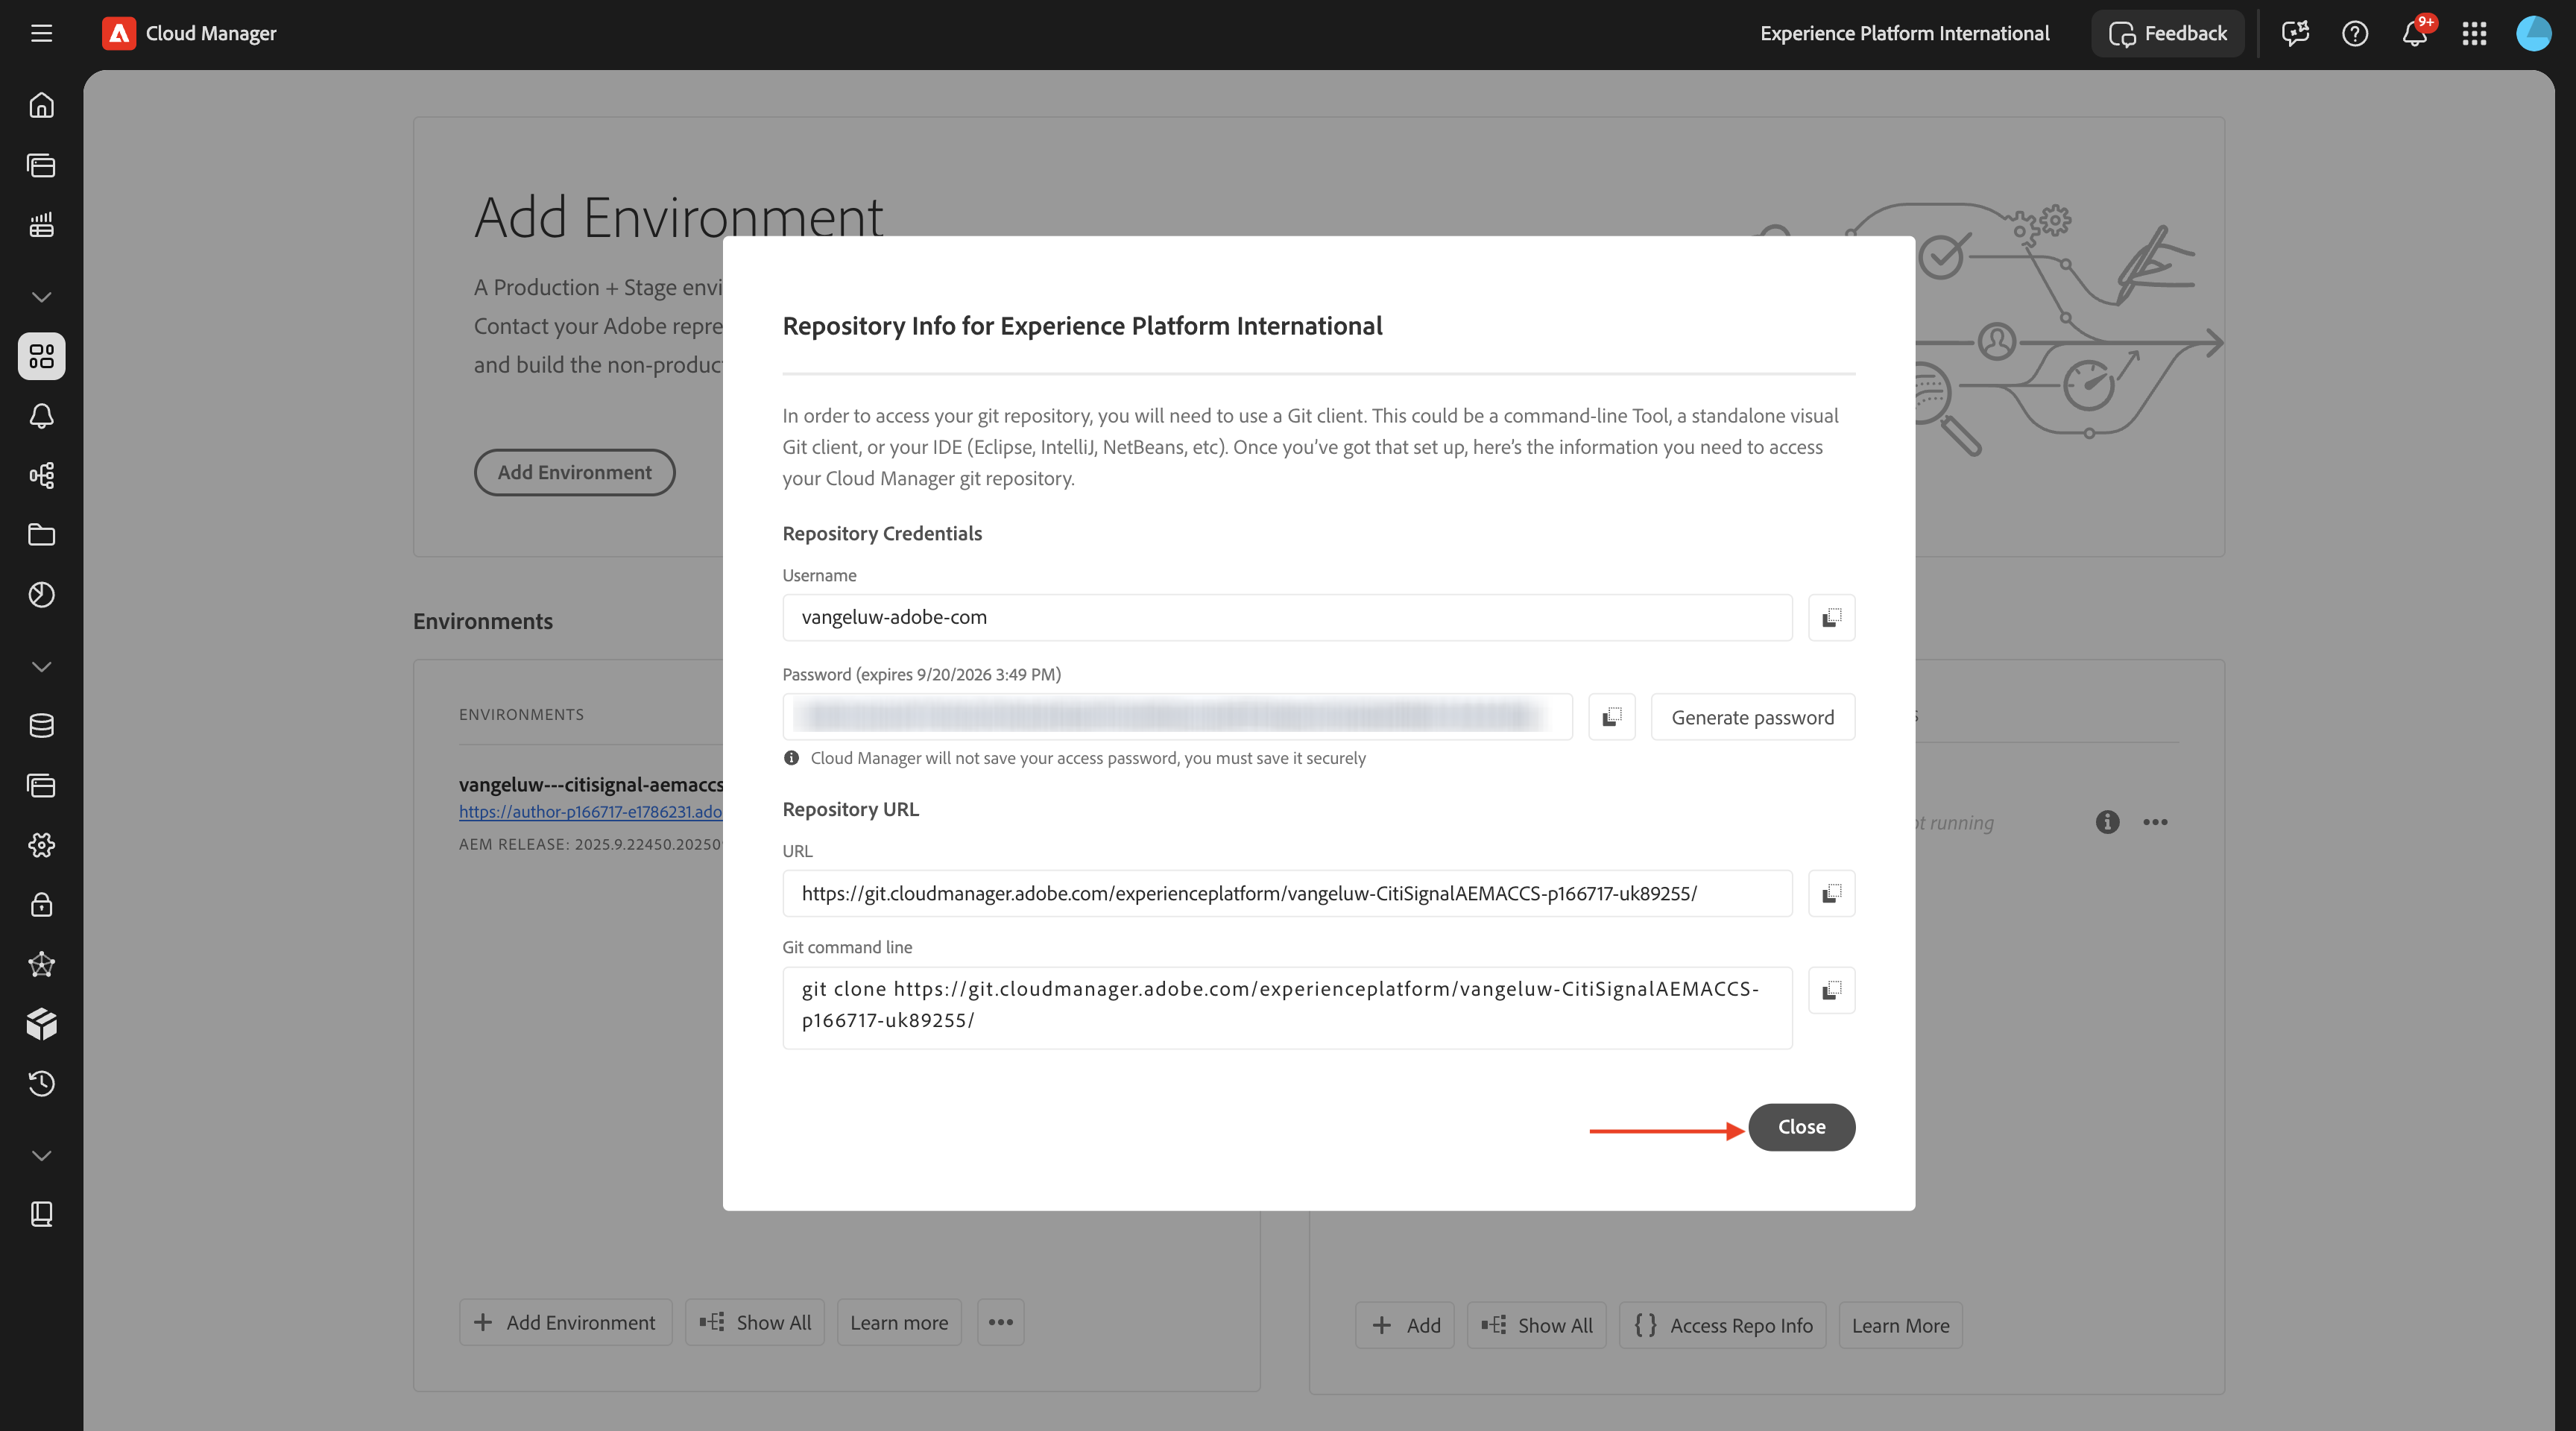 Cloud Manager
Experience Platform International
Feedback
9+
Add Environment
A Production + Stage envi
Contact your Adobe repre
and build the non-produc
Add Environment
Repository Info for Experience Platform International
In order to access your git repository, you will need to use a Git client. This could be a command-line Tool, a standalone visual
Git client, or your IDE (Eclipse, IntelliJ, NetBeans, etc). Once you've got that set up, here's the information you need to access
your Cloud Manager git repository.
Repository Credentials
Username
vangeluw-adobe-com
Password (expires 9/20/2026 3:49 PM)
Generate password
Cloud Manager will not save your access password, you must save it securely
Repository URL
URL
https://git.cloudmanager.adobe.com/experienceplatform/vangeluw-CitiSignalAEMACCS-p166717-uk89255/
Git command line
git clone https://git.cloudmanager.adobe.com/experienceplatform/vangeluw-CitiSignalAEMACCS-
p166717-uk89255/
Close
Environments
ENVIRONMENTS
vangeluw---citisignal-aemaccs
https://author-p166717-e1786231.ado
AEM RELEASE: 2025.9.22450.20250
running
Add Environment
Show All
Learn more
Add
Show All
Access Repo Info
Learn More